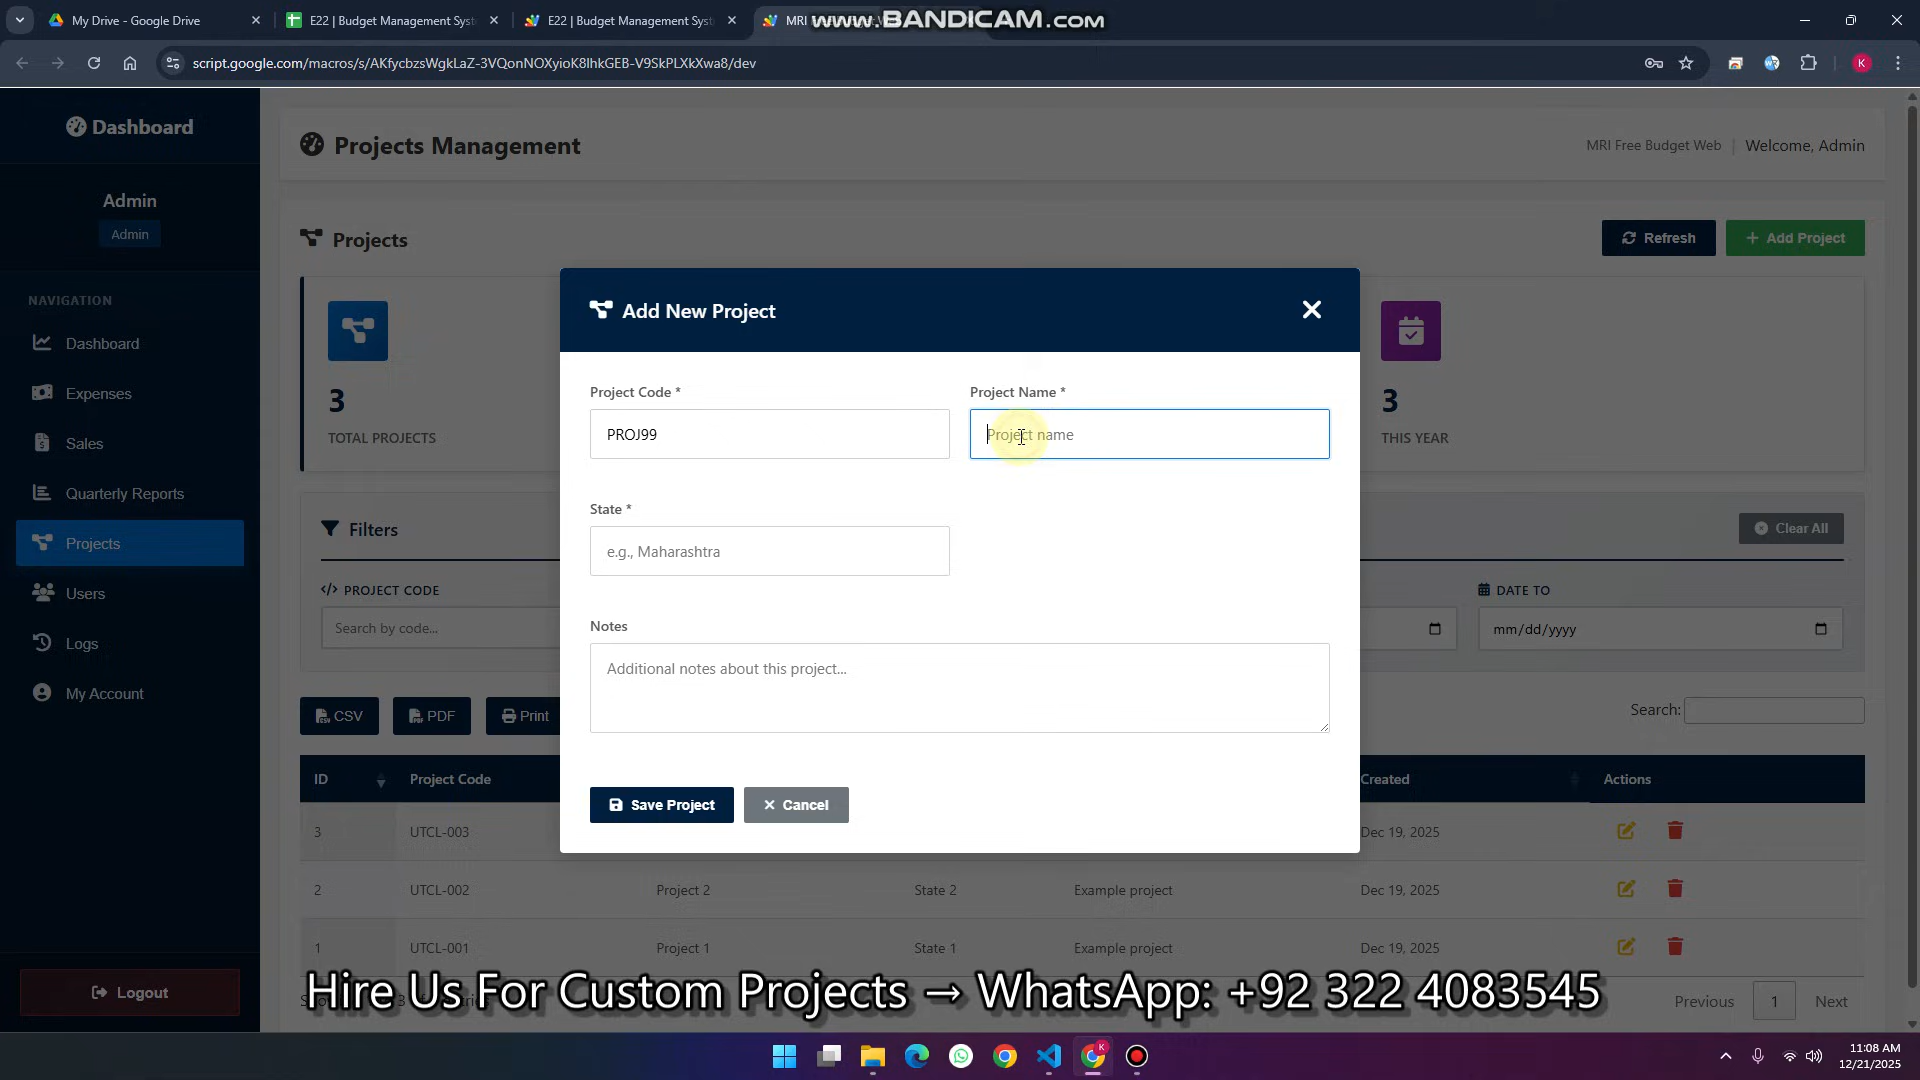 My Drive - Google Drive
E22 | Budget Management Syst
E22 | Budget Management Syst
MRI Free Budget Web
www.BANDICAM.com
script.google.com/macros/s/AKfycbzsWgkLaZ-3VQonNOXyioK8lhkGEB-V9SkPLXkXwa8/dev
K
Dashboard
Projects Management
MRI Free Budget Web | Welcome, Admin
Admin
Admin
Projects
Refresh
+ Add Project
NAVIGATION
Dashboard
Expenses
Sales
Quarterly Reports
Projects
Users
Logs
My Account
Logout
3
TOTAL PROJECTS
3
THIS YEAR
Add New Project
Project Code *
Project Name *
PROJ99
Project name
State *
e.g., Maharashtra
Notes
Additional notes about this project...
Save Project
Cancel
Filters
Clear All
</> PROJECT CODE
DATE TO
Search by code...
mm/dd/yyyy
CSV
PDF
Print
Search:
ID
Project Code
Created
Actions
3
UTCL-003
Dec 19, 2025
2
UTCL-002
Project 2
State 2
Example project
Dec 19, 2025
1
UTCL-001
Project 1
State 1
Example project
Dec 19, 2025
Hire Us For Custom Projects → WhatsApp: +92 322 4083545
Previous
1
Next
K
11:08 AM
12/21/2025